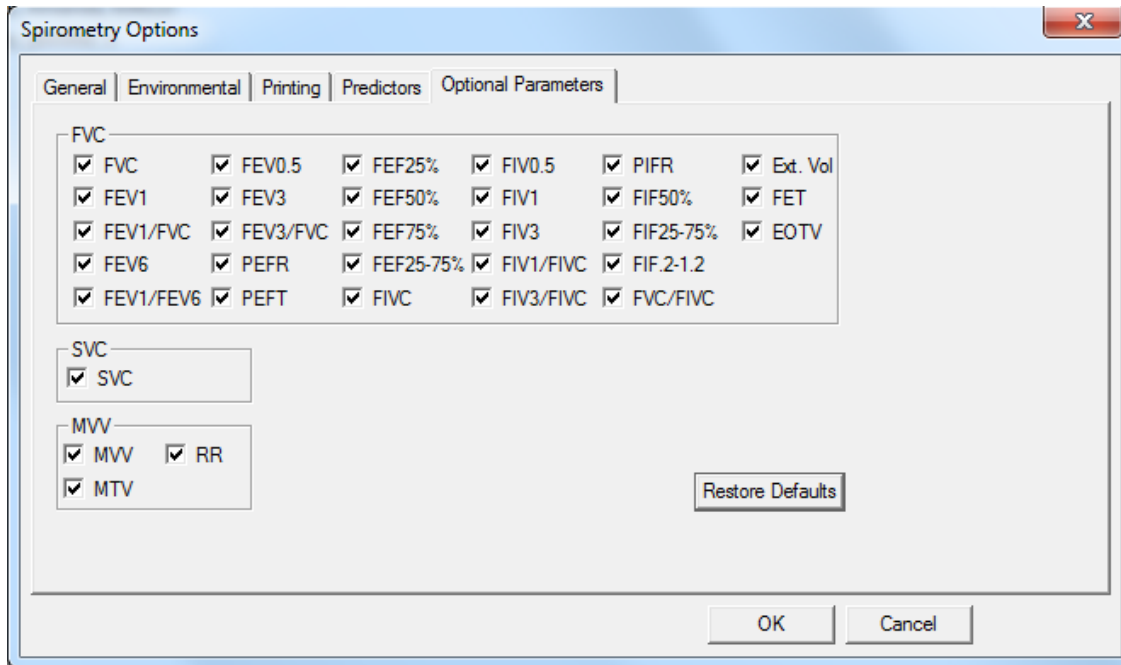 Spirometry Options
General Environmental Printing Predictors Optional Parameters
FVC
FVC FEV0.5 FEF25% FIV0.5 PIFR Ext. Vol
FEV1 FEV3 FEF50% FIV1 FIF50% FET
FEV1/FVC FEV3/FVC FEF75% FIV3 FIF25-75% EOTV
FEV6 PEFR FEF25-75% FIV1/FIVC FIF.2-1.2
FEV1/FEV6 PEFT FIVC FIV3/FIVC FVC/FIVC
SVC
SVC
MVV
MVV RR
MTV
Restore Defaults
OK Cancel